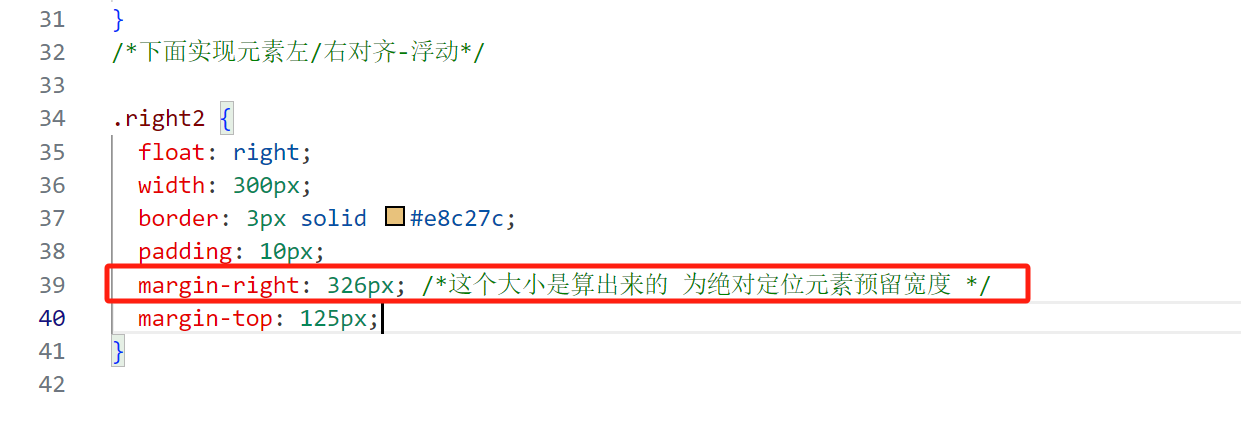 31 }
32 /*下面实现元素左/右对齐-浮动*/
33
34 .right2 {
35 float: right;
36 width: 300px;
37 border: 3px solid #e8c27c;
38 padding: 10px;
39 margin-right: 326px; /*这个大小是算出来的 为绝对定位元素预留宽度 */
40 margin-top: 125px;
41 }
42